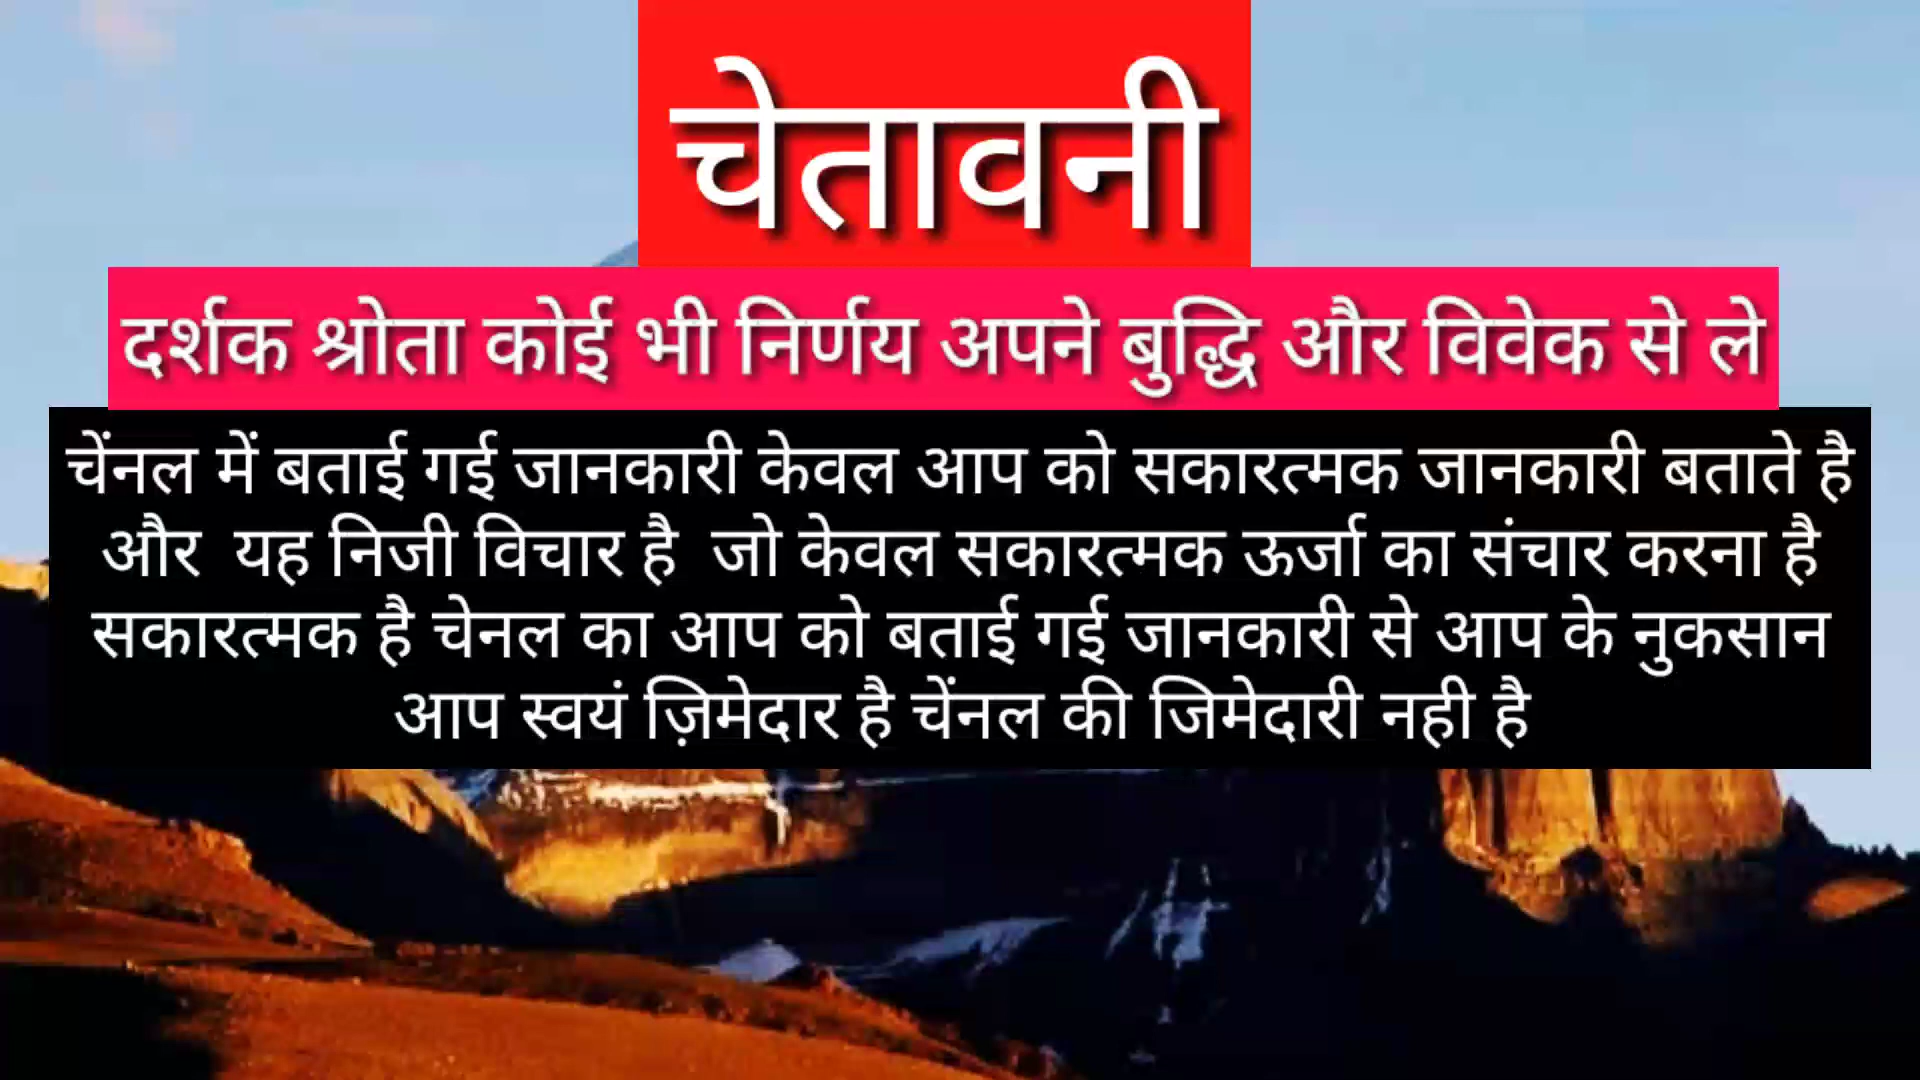 चेतावनी
दर्शक श्रोता कोई भी निर्णय अपने बुद्धि और विवेक से ले
चेंनल में बताई गई जानकारी केवल आप को सकारत्मक जानकारी बताते है
और यह निजी विचार है जो केवल सकारत्मक ऊर्जा का संचार करना है
सकारत्मक है चेनल का आप को बताई गई जानकारी से आप के नुकसान
आप स्वयं ज़िमेदार है चेंनल की जिमेदारी नही है